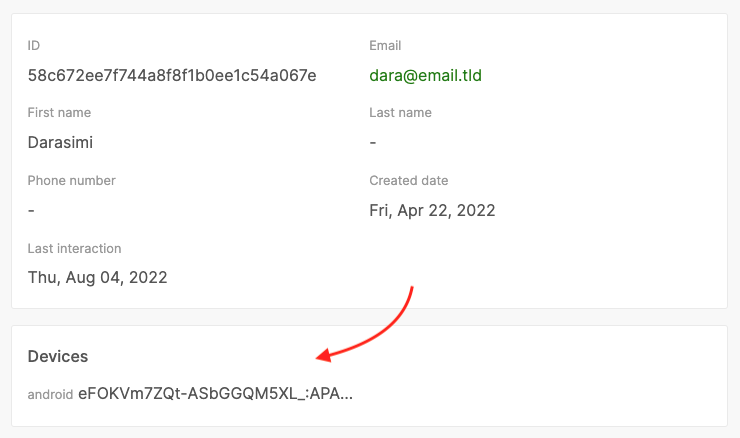 ID
58c672ee7f744a8f8f1b0ee1c54a067e
Email
dara@email.tld
First name
Darasimi
Last name
-
Phone number
-
Created date
Fri, Apr 22, 2022
Last interaction
Thu, Aug 04, 2022
Devices
android eFOKVm7ZQt-ASbGGQM5XL_:APA...